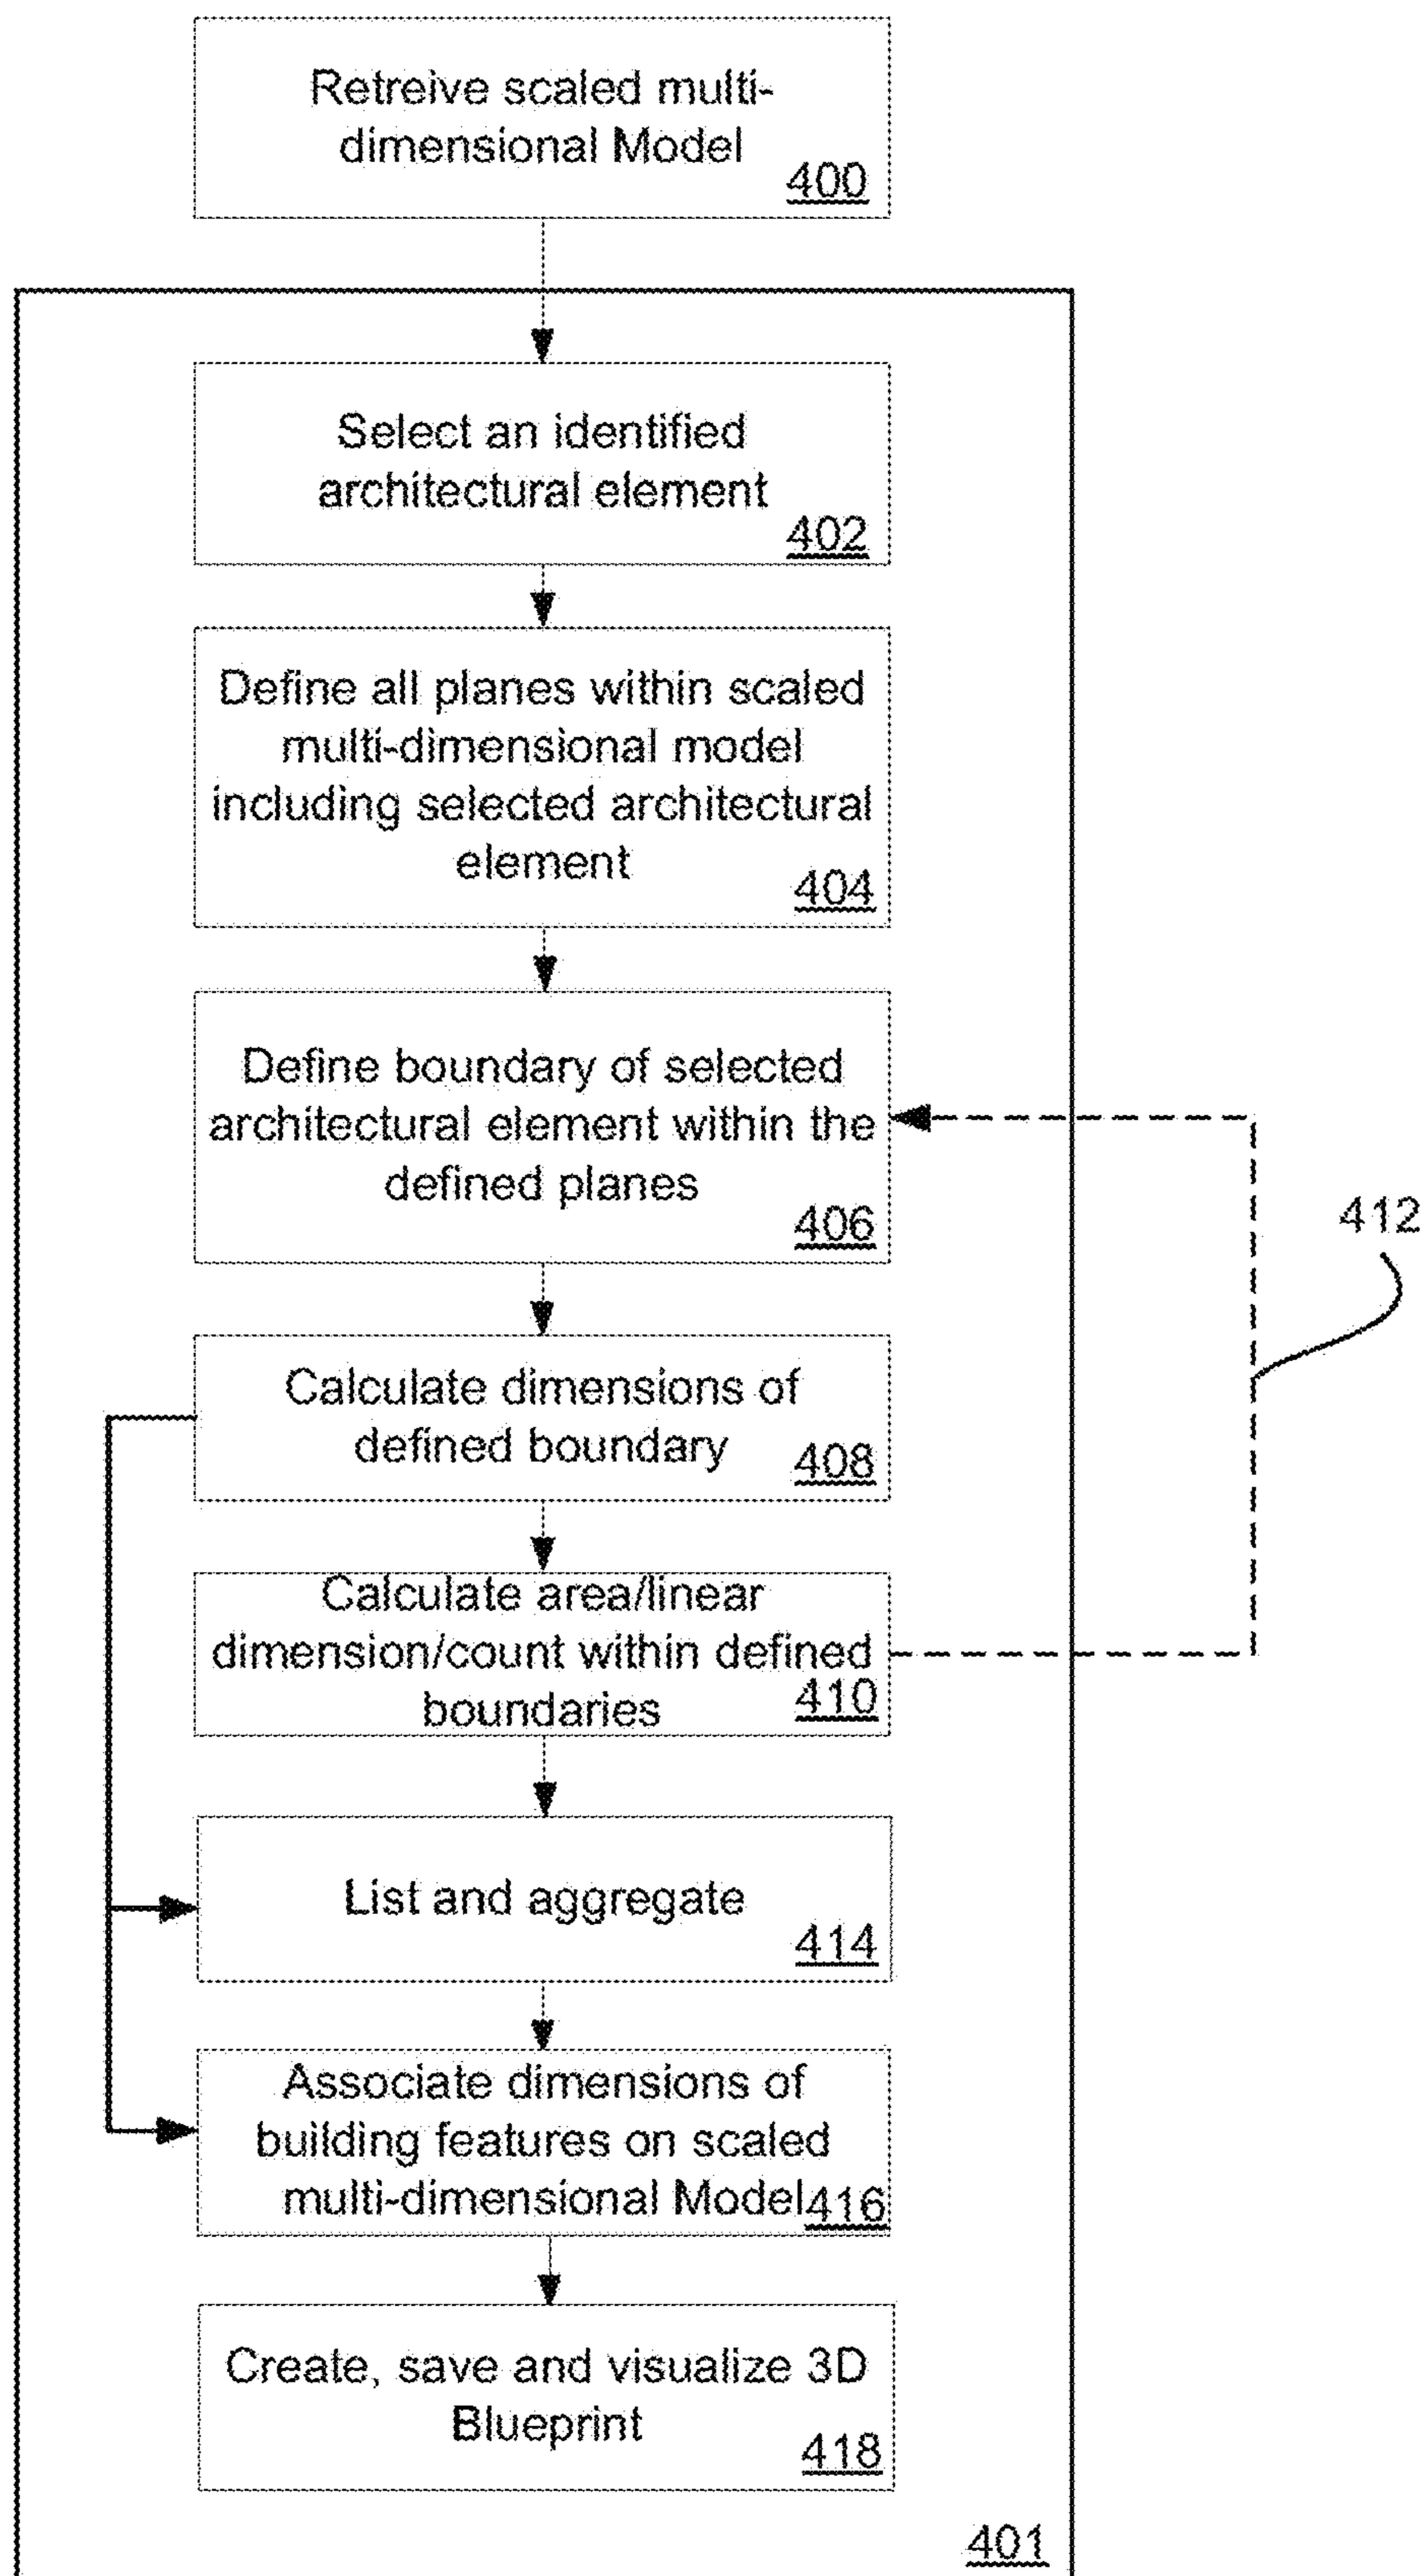 Retreive scaled multi-
dimensional Model
400
Select an identified
architectural element
402
Define all planes within scaled
multi-dimensional model
including selected architectural
element
404
Define boundary of selected
architectural element within the
defined planes
406
412
Calculate dimensions of
defined boundary
408
Calculate area/linear
dimension/count within defined
boundaries
410
List and aggregate
414
Associate dimensions of
building features on scaled
multi-dimensional Model
416
Create, save and visualize 3D
Blueprint
418
401